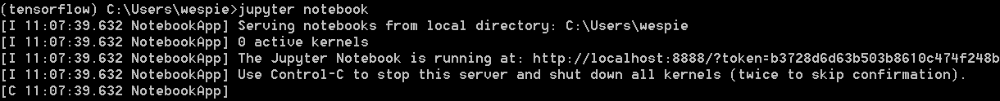 (tensorflow) C:\Users\wespie>jupyter notebook
[I 11:07:39.632 NotebookApp] Serving notebooks from local directory: C:\Users\wespie
[I 11:07:39.632 NotebookApp] 0 active kernels
[I 11:07:39.632 NotebookApp] The Jupyter Notebook is running at: http://localhost:8888/?token=b3728d6d63b503b8610c474f248b
[I 11:07:39.632 NotebookApp] Use Control-C to stop this server and shut down all kernels (twice to skip confirmation).
[C 11:07:39.632 NotebookApp]